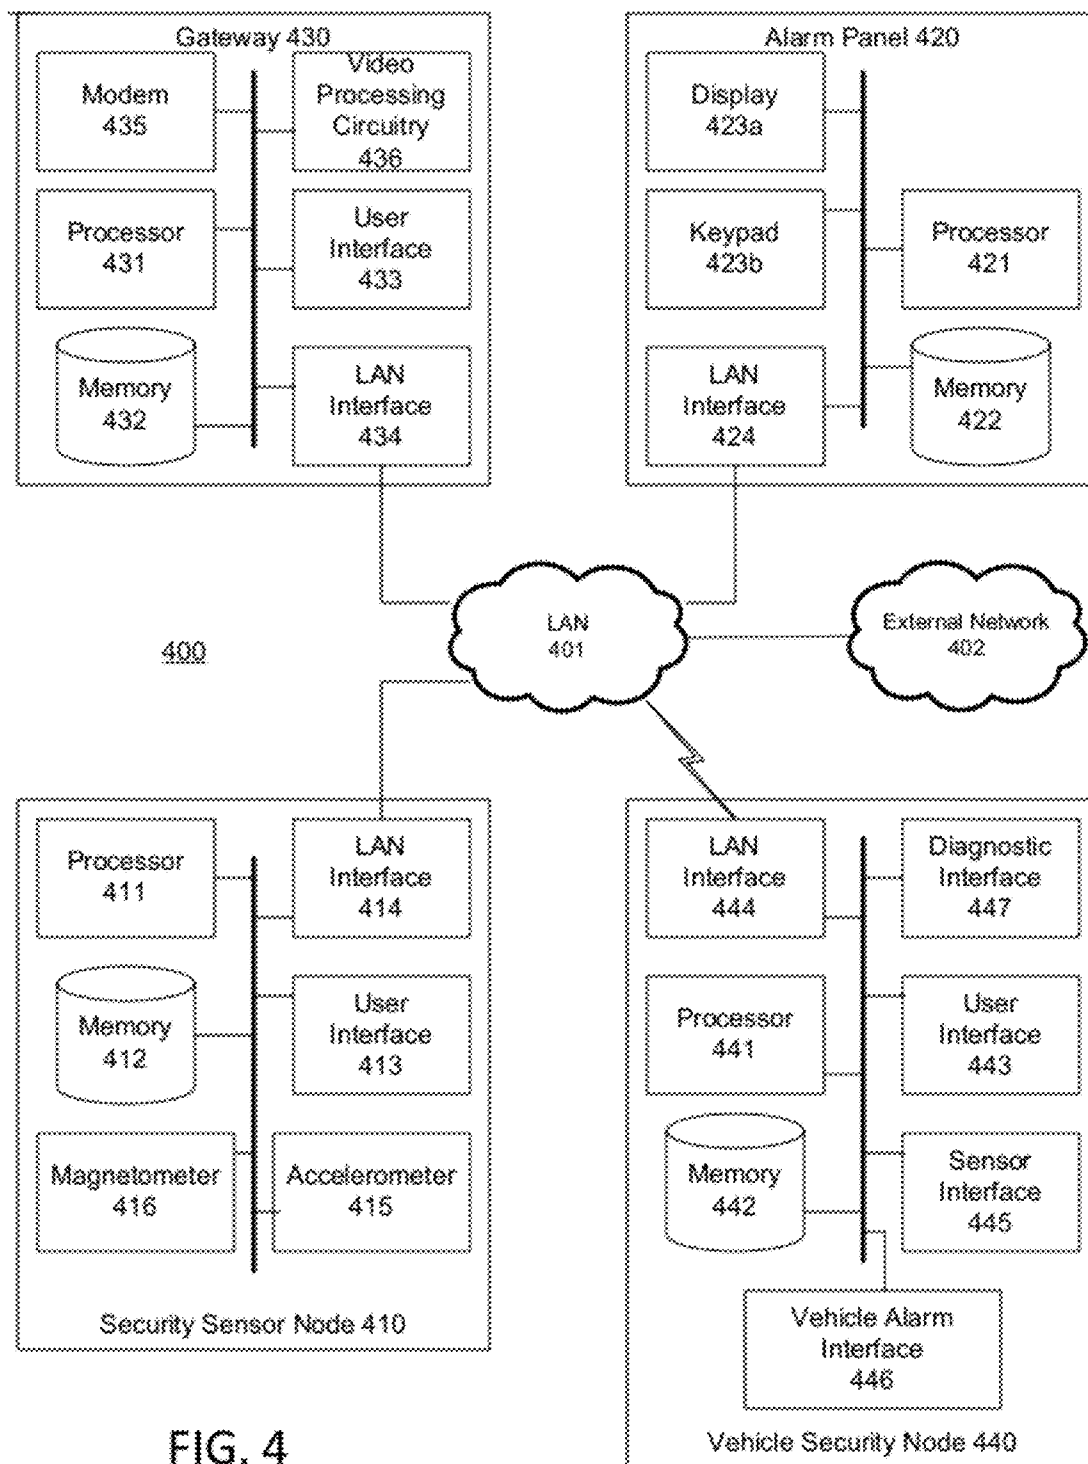 Gateway 430
Modem
435
Video
Processing
Circuitry
436
Processor
431
User
Interface
433
Memory
432
LAN
Interface
434
Alarm Panel 420
Display
423a
Keypad
423b
Processor
421
LAN
Interface
424
Memory
422
LAN
401
External Network
402
400
Processor
411
LAN
Interface
414
Memory
412
User
Interface
413
Magnetometer
416
Accelerometer
415
Security Sensor Node 410
LAN
Interface
444
Diagnostic
Interface
447
Processor
441
User
Interface
443
Memory
442
Sensor
Interface
445
Vehicle Alarm
Interface
446
Vehicle Security Node 440
FIG. 4